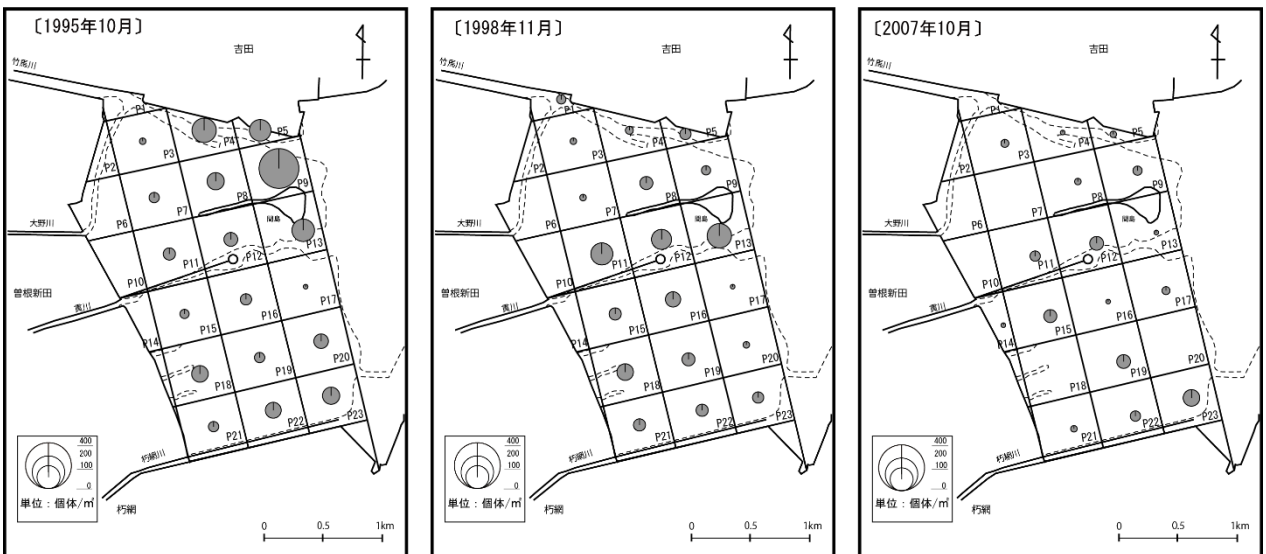 〔1995年10月〕
吉田
竹馬川
P1
P2
P3
P4
P5
P6
P7
P8
P9
間島
大野川
P10
P11
P12
P13
曽根新田
貫川
P14
P15
P16
P17
P18
P19
P20
P21
P22
P23
朽網川
朽網
400
200
100
0
単位：個体/㎡
0 0.5 1km
〔1998年11月〕
吉田
竹馬川
P1
P2
P3
P4
P5
P6
P7
P8
P9
間島
大野川
P10
P11
P12
P13
曽根新田
貫川
P14
P15
P16
P17
P18
P19
P20
P21
P22
P23
朽網川
朽網
400
200
100
0
単位：個体/㎡
0 0.5 1km
〔2007年10月〕
吉田
竹馬川
P1
P2
P3
P4
P5
P6
P7
P8
P9
間島
大野川
P10
P11
P12
P13
曽根新田
貫川
P14
P15
P16
P17
P18
P19
P20
P21
P22
P23
朽網川
朽網
400
200
100
0
単位：個体/㎡
0 0.5 1km